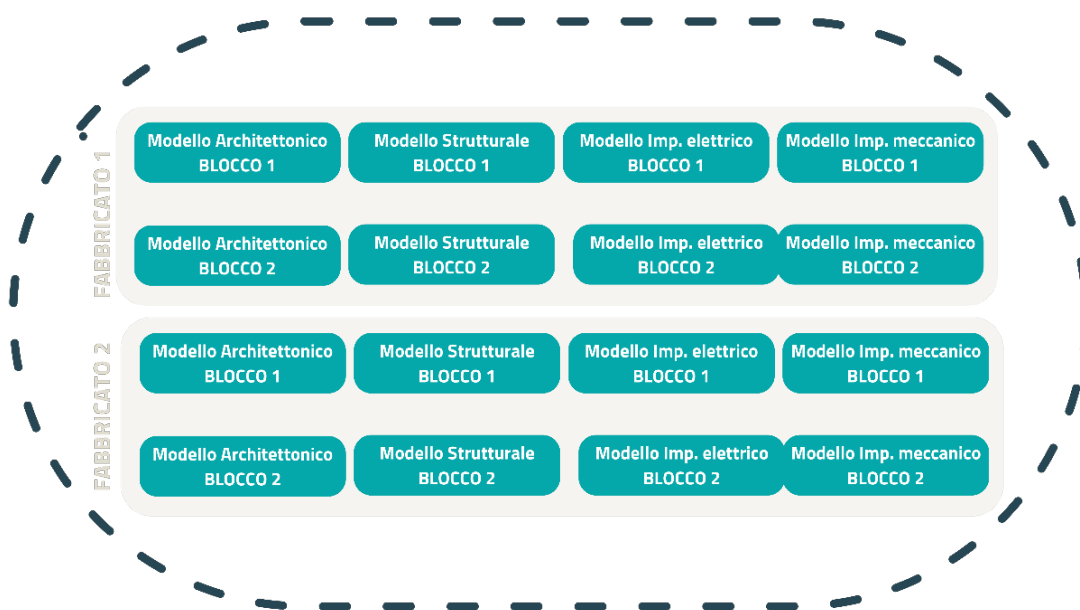 FABBRICATO 1
Modello Architettonico
BLOCCO 1
Modello Strutturale
BLOCCO 1
Modello Imp. elettrico
BLOCCO 1
Modello Imp. meccanico
BLOCCO 1
Modello Architettonico
BLOCCO 2
Modello Strutturale
BLOCCO 2
Modello Imp. elettrico
BLOCCO 2
Modello Imp. meccanico
BLOCCO 2
FABBRICATO 2
Modello Architettonico
BLOCCO 1
Modello Strutturale
BLOCCO 1
Modello Imp. elettrico
BLOCCO 1
Modello Imp. meccanico
BLOCCO 1
Modello Architettonico
BLOCCO 2
Modello Strutturale
BLOCCO 2
Modello Imp. elettrico
BLOCCO 2
Modello Imp. meccanico
BLOCCO 2